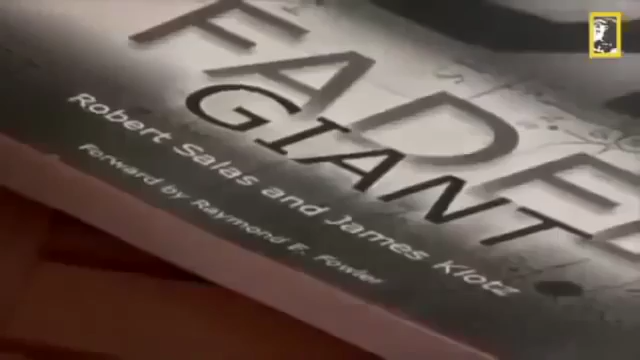 FADE
GIANT
Robert Salas and James Klotz
Forward by Raymond E. Fowler